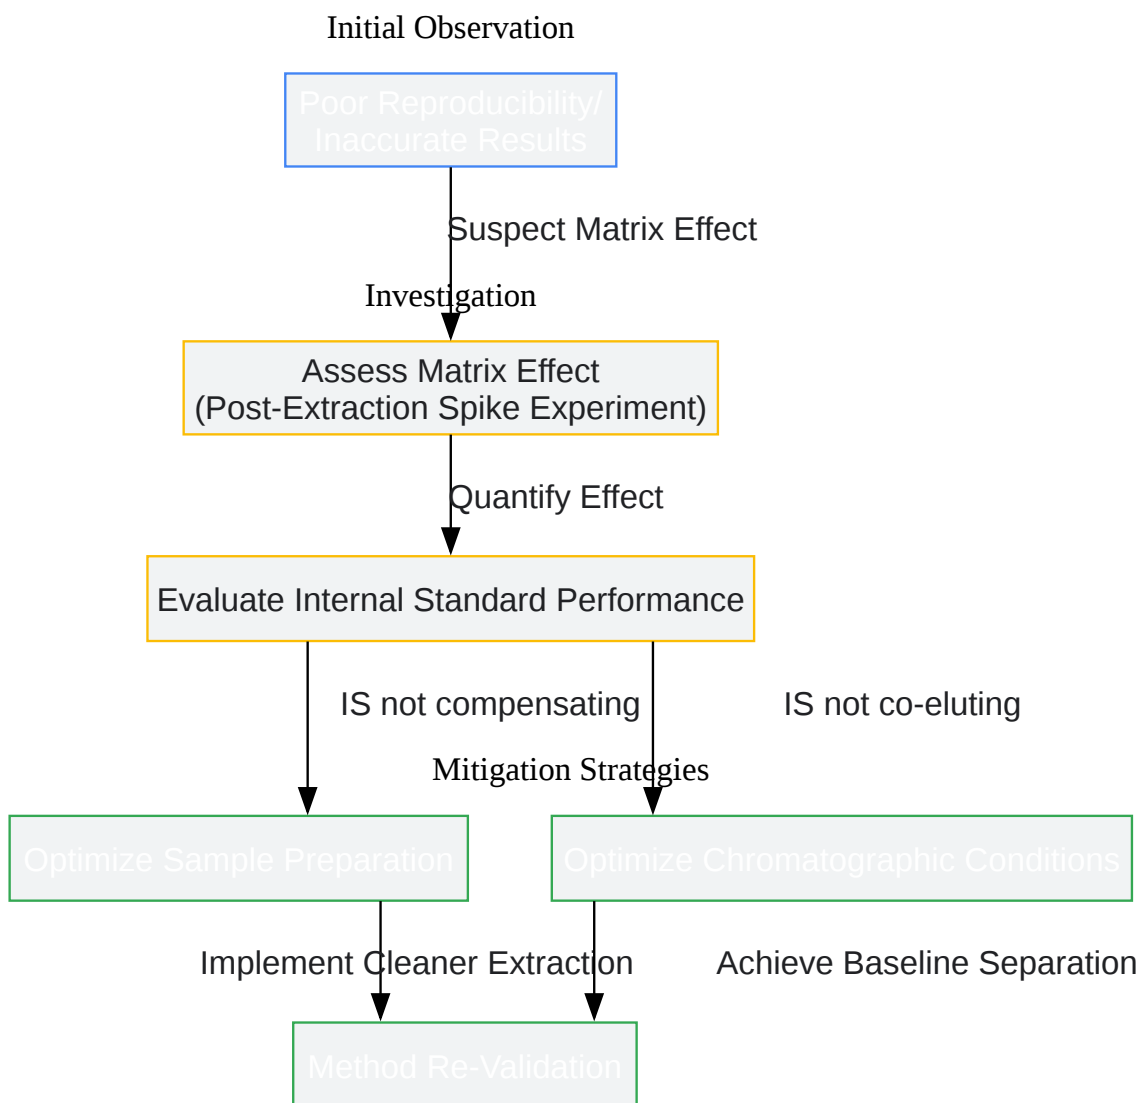 Initial Observation
Poor Reproducibility/
Inaccurate Results
Suspect Matrix Effect
Investigation
Assess Matrix Effect
(Post-Extraction Spike Experiment)
Quantify Effect
Evaluate Internal Standard Performance
IS not compensating
IS not co-eluting
Mitigation Strategies
Optimize Sample Preparation
Optimize Chromatographic Conditions
Implement Cleaner Extraction
Achieve Baseline Separation
Method Re-Validation